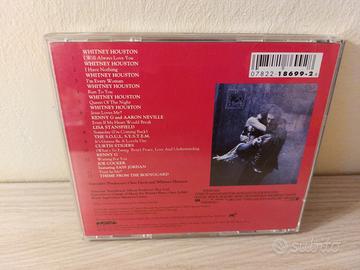 WHITNEY HOUSTON
I Will Always Love You
WHITNEY HOUSTON
I Have Nothing
WHITNEY HOUSTON
I'm Every Woman
WHITNEY HOUSTON
Run To You
WHITNEY HOUSTON
Queen Of The Night
WHITNEY HOUSTON
Jesus Loves Me
KENNY G and AARON NEVILLE
Even If My Heart Would Break
LISA STANSFIELD
Someday (I'm Coming Back)
THE S.O.U.L. S.Y.S.T.E.M.
It's Gonna Be A Lovely Day
CURTIS STIGERS
(What's So Funny 'Bout) Peace, Love And Understanding
KENNY G
Waiting For You
JOE COCKER
featuring SASS JORDAN
Trust In Me
THEME FROM THE BODYGUARD
07822 18699-2
subito